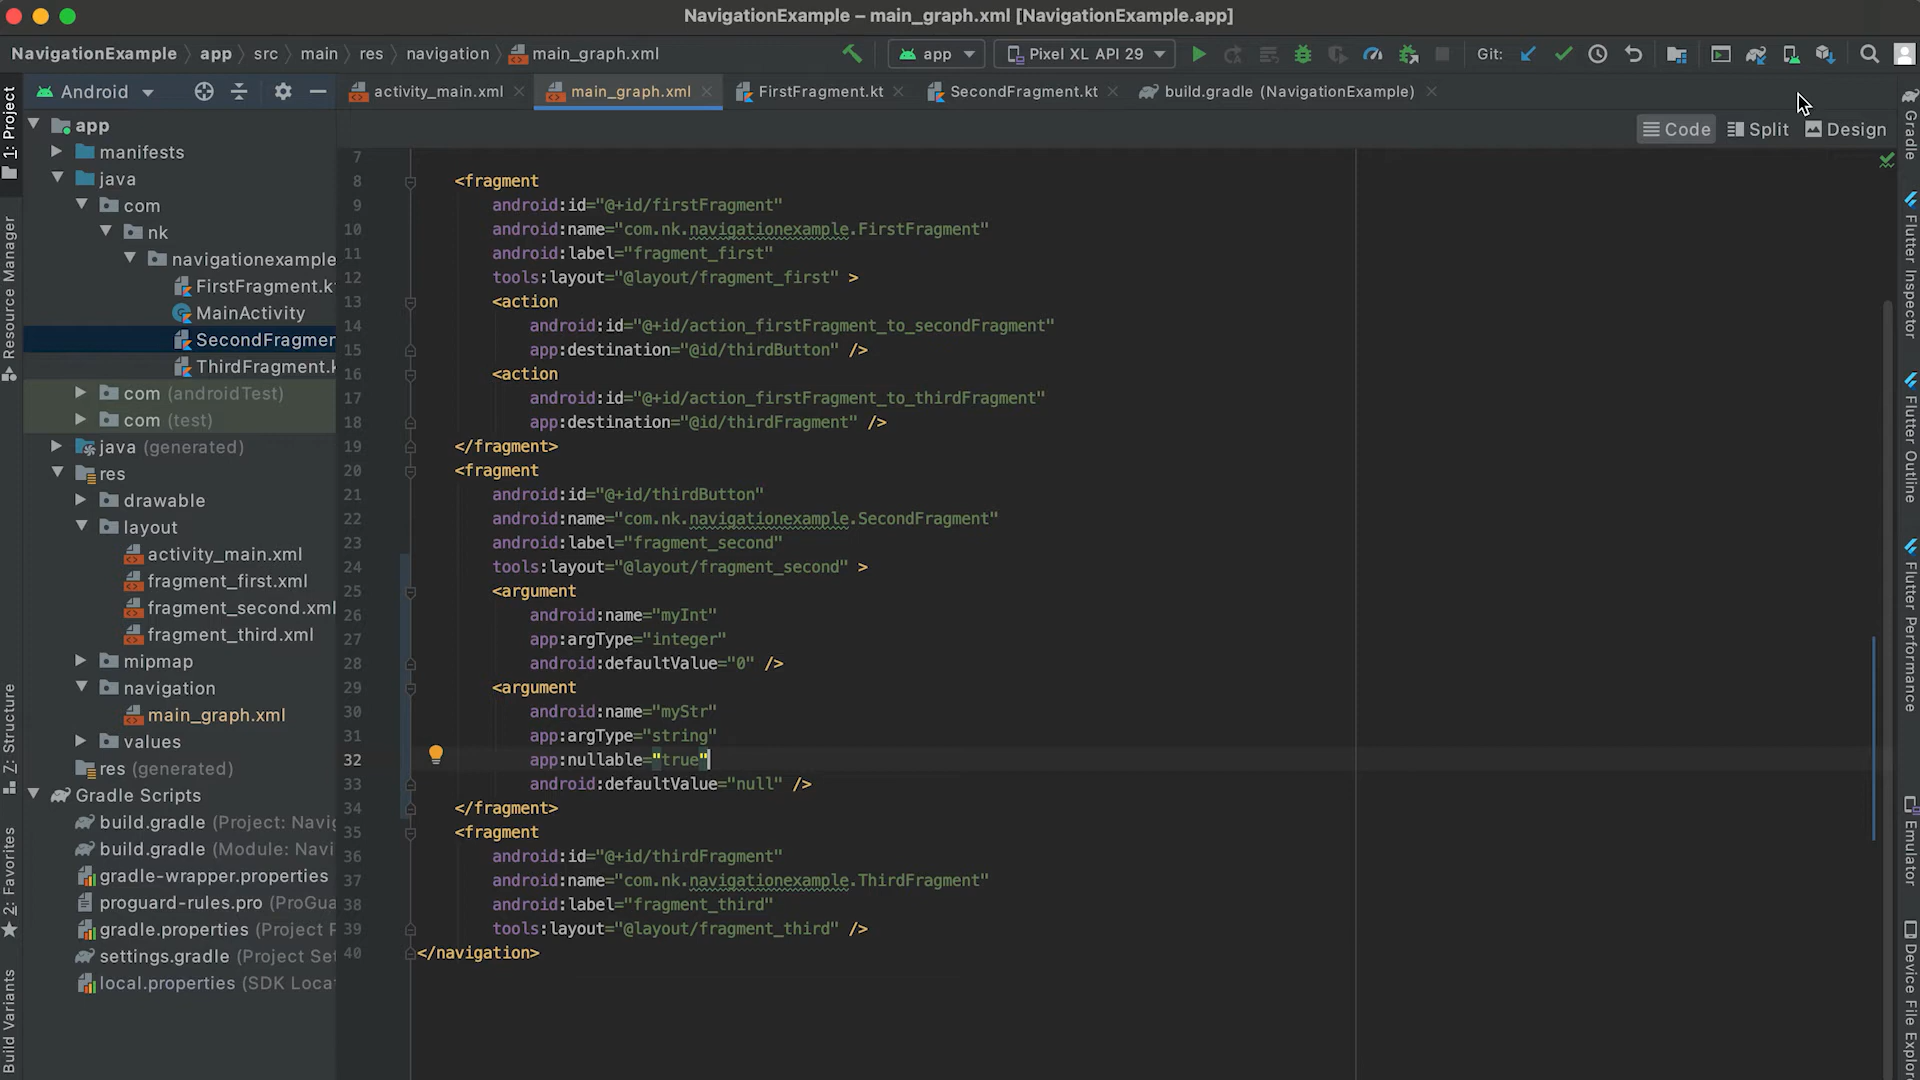 NavigationExample – main_graph.xml [NavigationExample.app]
NavigationExample app src main res navigation main_graph.xml app Pixel XL API 29 Git:
Android activity_main.xml main_graph.xml FirstFragment.kt SecondFragment.kt build.gradle (NavigationExample)
Code Split Design
1: Project
Resource Manager
7: Structure
2: Favorites
Build Variants
app
manifests
java
com
nk
navigationexample
FirstFragment.k
MainActivity
SecondFragmer
ThirdFragment.k
com (androidTest)
com (test)
java (generated)
res
drawable
layout
activity_main.xml
fragment_first.xml
fragment_second.xml
fragment_third.xml
mipmap
navigation
main_graph.xml
values
res (generated)
Gradle Scripts
build.gradle (Project: Navig
build.gradle (Module: Navi
gradle-wrapper.properties
proguard-rules.pro (ProGua
gradle.properties (Project P
settings.gradle (Project Set
local.properties (SDK Loca
7
8 <fragment
9 android:id="@+id/firstFragment"
10 android:name="com.nk.navigationexample.FirstFragment"
11 android:label="fragment_first"
12 tools:layout="@layout/fragment_first" >
13 <action
14 android:id="@+id/action_firstFragment_to_secondFragment"
15 app:destination="@id/thirdButton" />
16 <action
17 android:id="@+id/action_firstFragment_to_thirdFragment"
18 app:destination="@id/thirdFragment" />
19 </fragment>
20 <fragment
21 android:id="@+id/thirdButton"
22 android:name="com.nk.navigationexample.SecondFragment"
23 android:label="fragment_second"
24 tools:layout="@layout/fragment_second" >
25 <argument
26 android:name="myInt"
27 app:argType="integer"
28 android:defaultValue="0" />
29 <argument
30 android:name="myStr"
31 app:argType="string"
32 app:nullable="true"
33 android:defaultValue="null" />
34 </fragment>
35 <fragment
36 android:id="@+id/thirdFragment"
37 android:name="com.nk.navigationexample.ThirdFragment"
38 android:label="fragment_third"
39 tools:layout="@layout/fragment_third" />
40 </navigation>
Gradle
Flutter Inspector
Flutter Outline
Flutter Performance
Emulator
Device File Explor